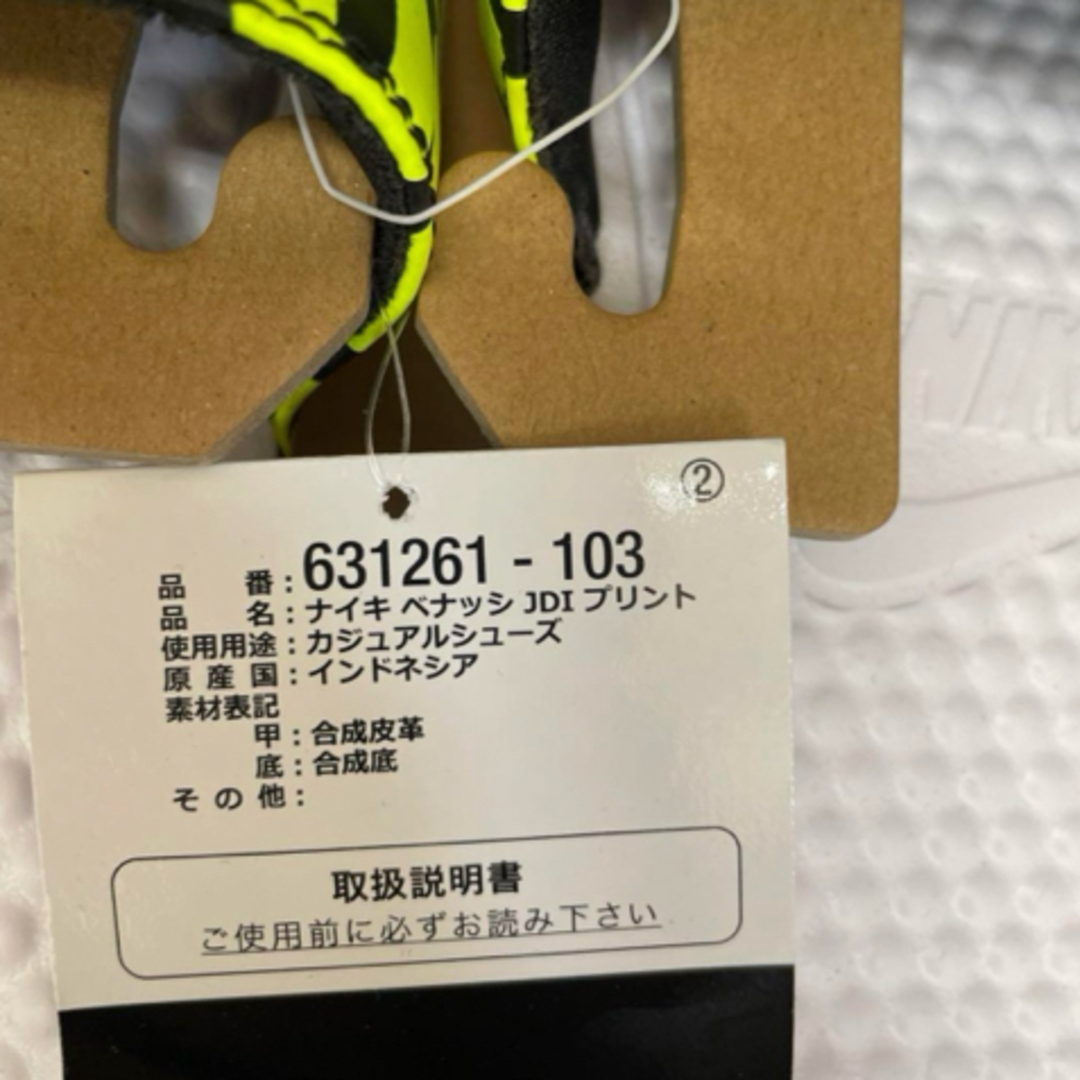 ②
品番：631261 - 103
品名：ナイキ ベナッシ JDI プリント
使用用途：カジュアルシューズ
原産国：インドネシア
素材表記
甲：合成皮革
底：合成底
その他：
取扱説明書
ご使用前に必ずお読み下さい